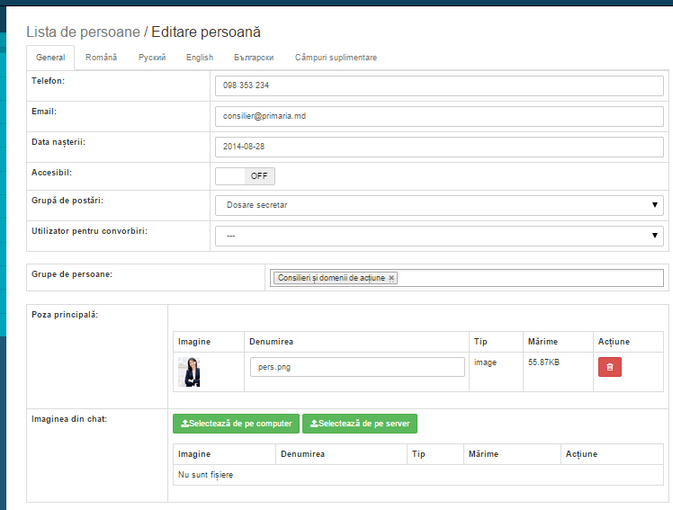 Lista de persoane / Editare persoană
General Română Русский English Български Câmpuri suplimentare
Telefon: 098 353 234
Email: consilier@primaria.md
Data nașterii: 2014-08-28
Accesibil: OFF
Grupă de postări: Dosare secretar
Utilizator pentru convorbiri: ---
Grupe de persoane: Consilieri și domenii de acțiune ×
Poza principală:
Imagine Denumirea Tip Mărime Acțiune
pers.png image 55.87KB
Imaginea din chat: Selectează de pe computer Selectează de pe server
Imagine Denumirea Tip Mărime Acțiune
Nu sunt fișiere